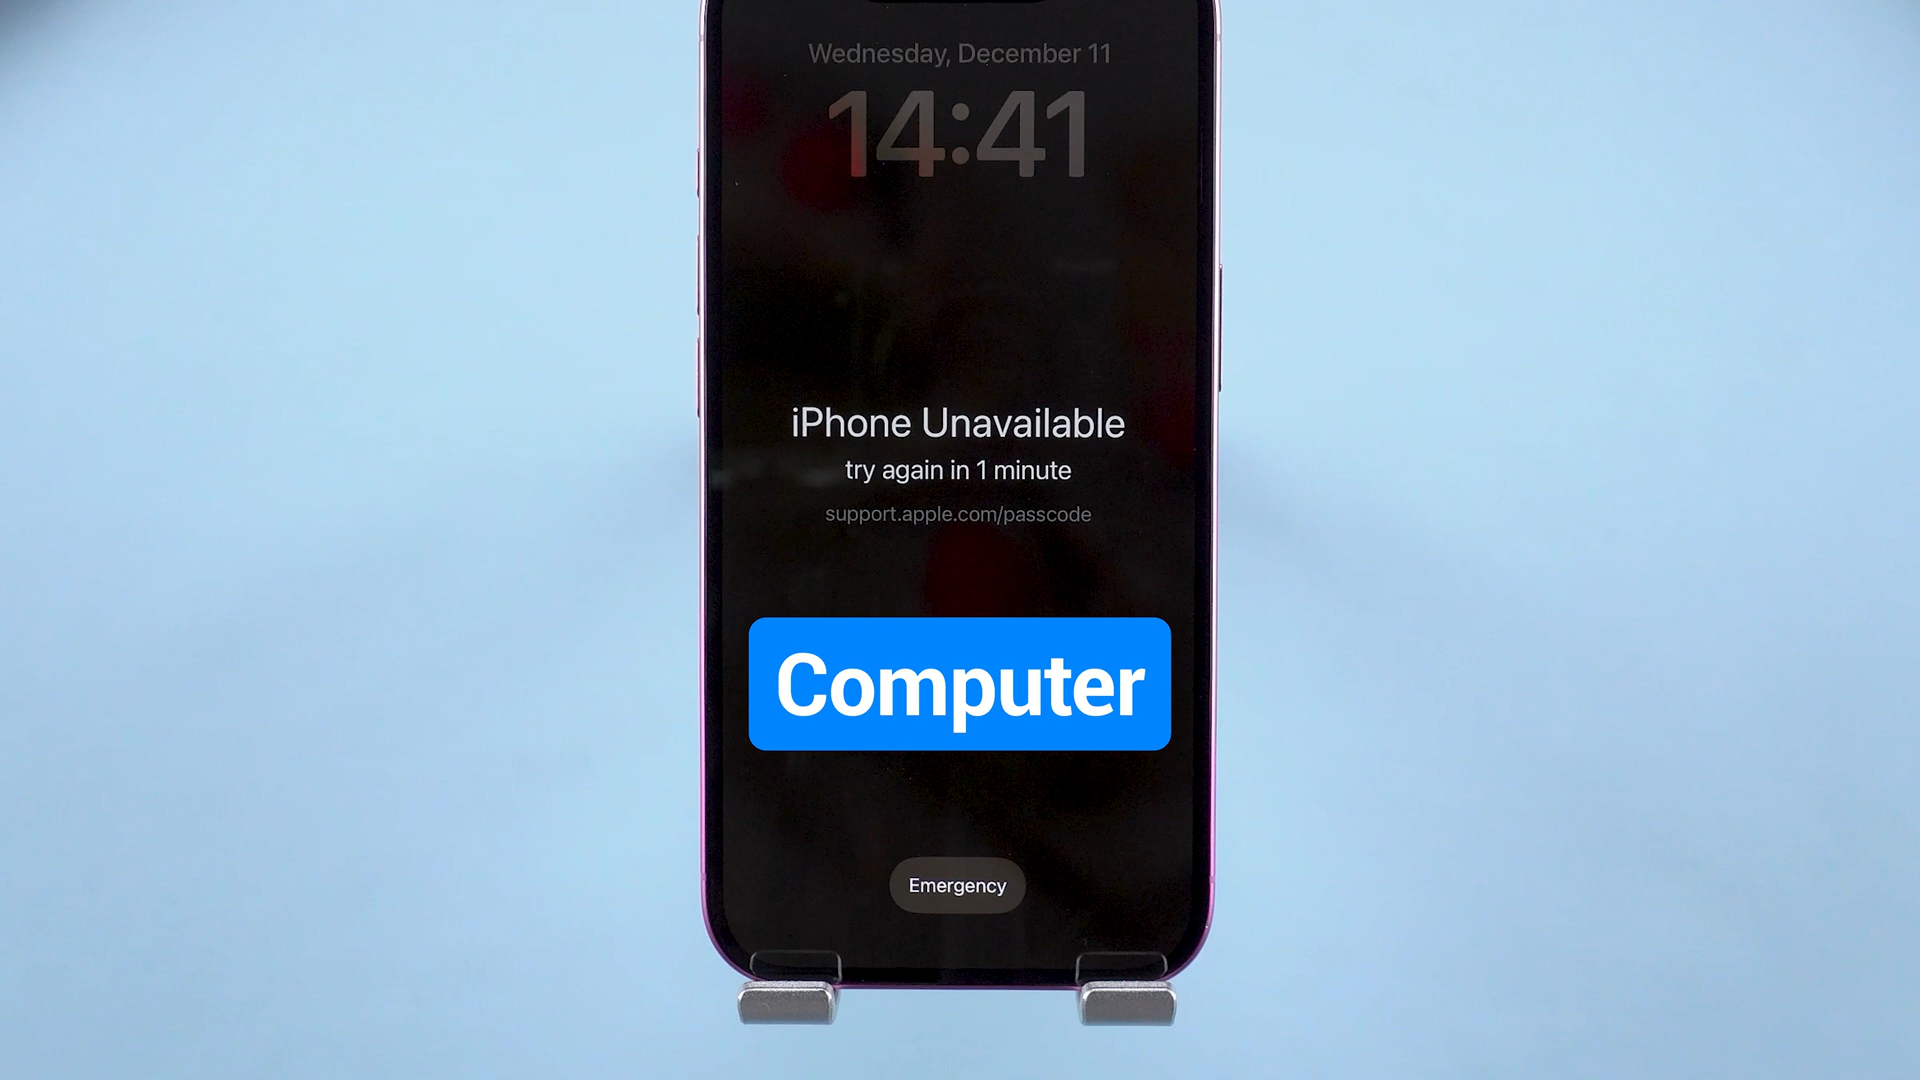 Wednesday, December 11
14:41
iPhone Unavailable
try again in 1 minute
support.apple.com/passcode
Computer
Emergency